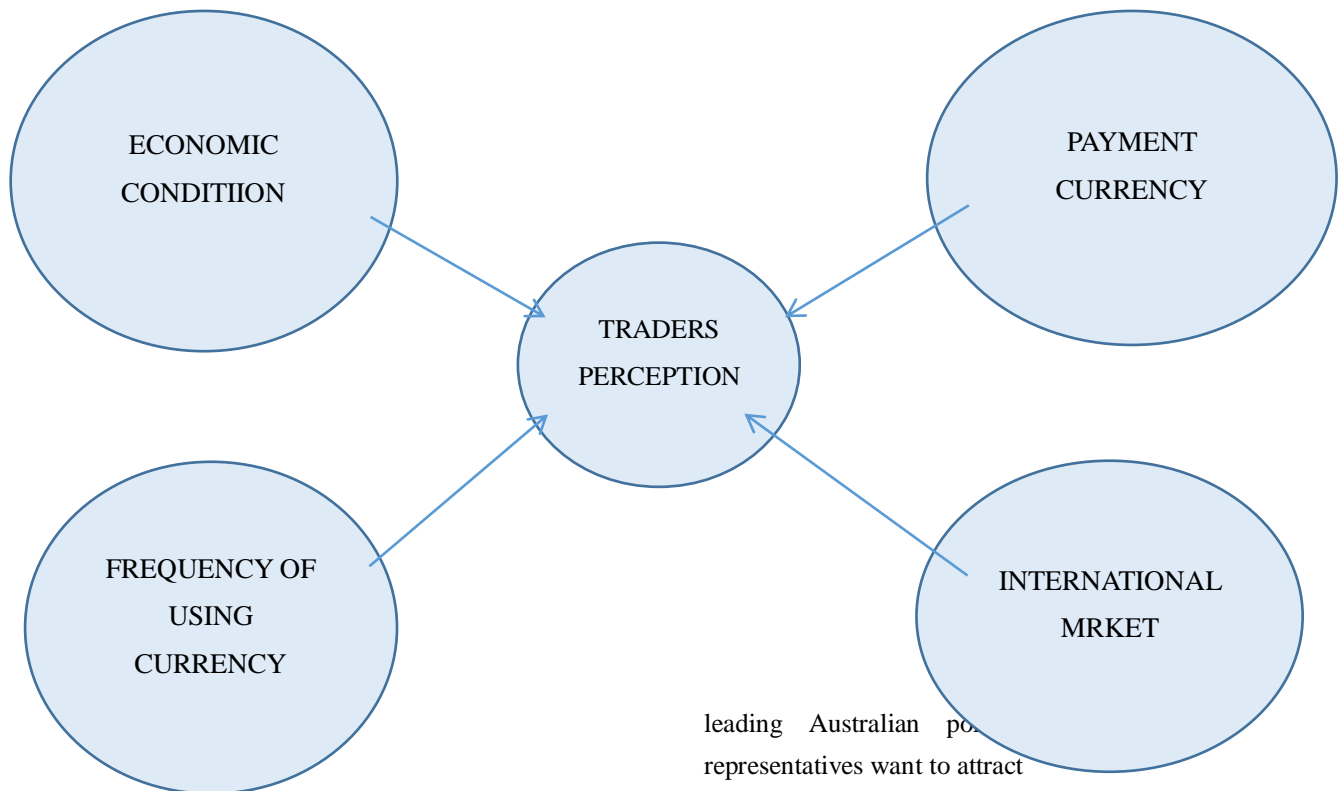 ECONOMIC
CONDITIION
PAYMENT
CURRENCY
TRADERS
PERCEPTION
FREQUENCY OF
USING
CURRENCY
INTERNATIONAL
MRKET
leading Australian
representatives want to attract